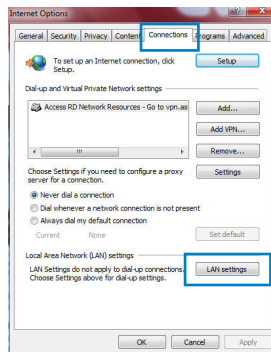 Internet Options
General Security Privacy Content Connections Programs Advanced
To set up an Internet connection, click
Setup.
Setup
Dial-up and Virtual Private Network settings
Access RD Network Resources - Go to vpn.as
Add...
Add VPN...
Remove...
Choose Settings if you need to configure a proxy
server for a connection.
Settings
Never dial a connection
Dial whenever a network connection is not present
Always dial my default connection
Current None
Set default
Local Area Network (LAN) settings
LAN Settings do not apply to dial-up connections.
Choose Settings above for dial-up settings.
LAN settings
OK Cancel Apply